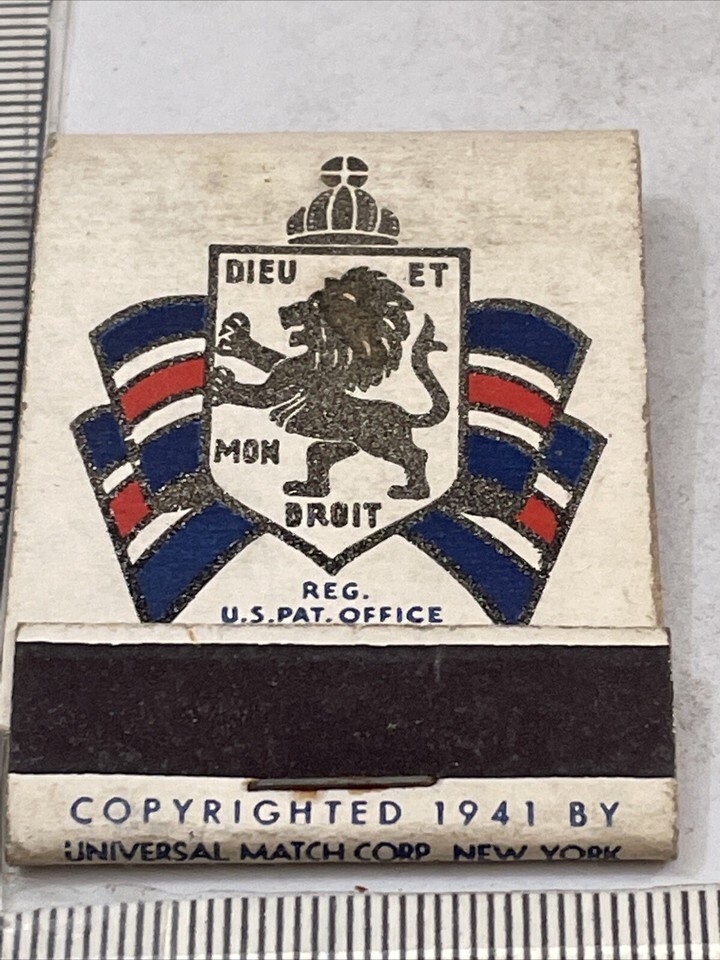 DIEU ET
MON
DROIT
REG.
U.S.PAT.OFFICE
COPYRIGHTED 1941 BY
UNIVERSAL MATCH CORP. NEW YORK